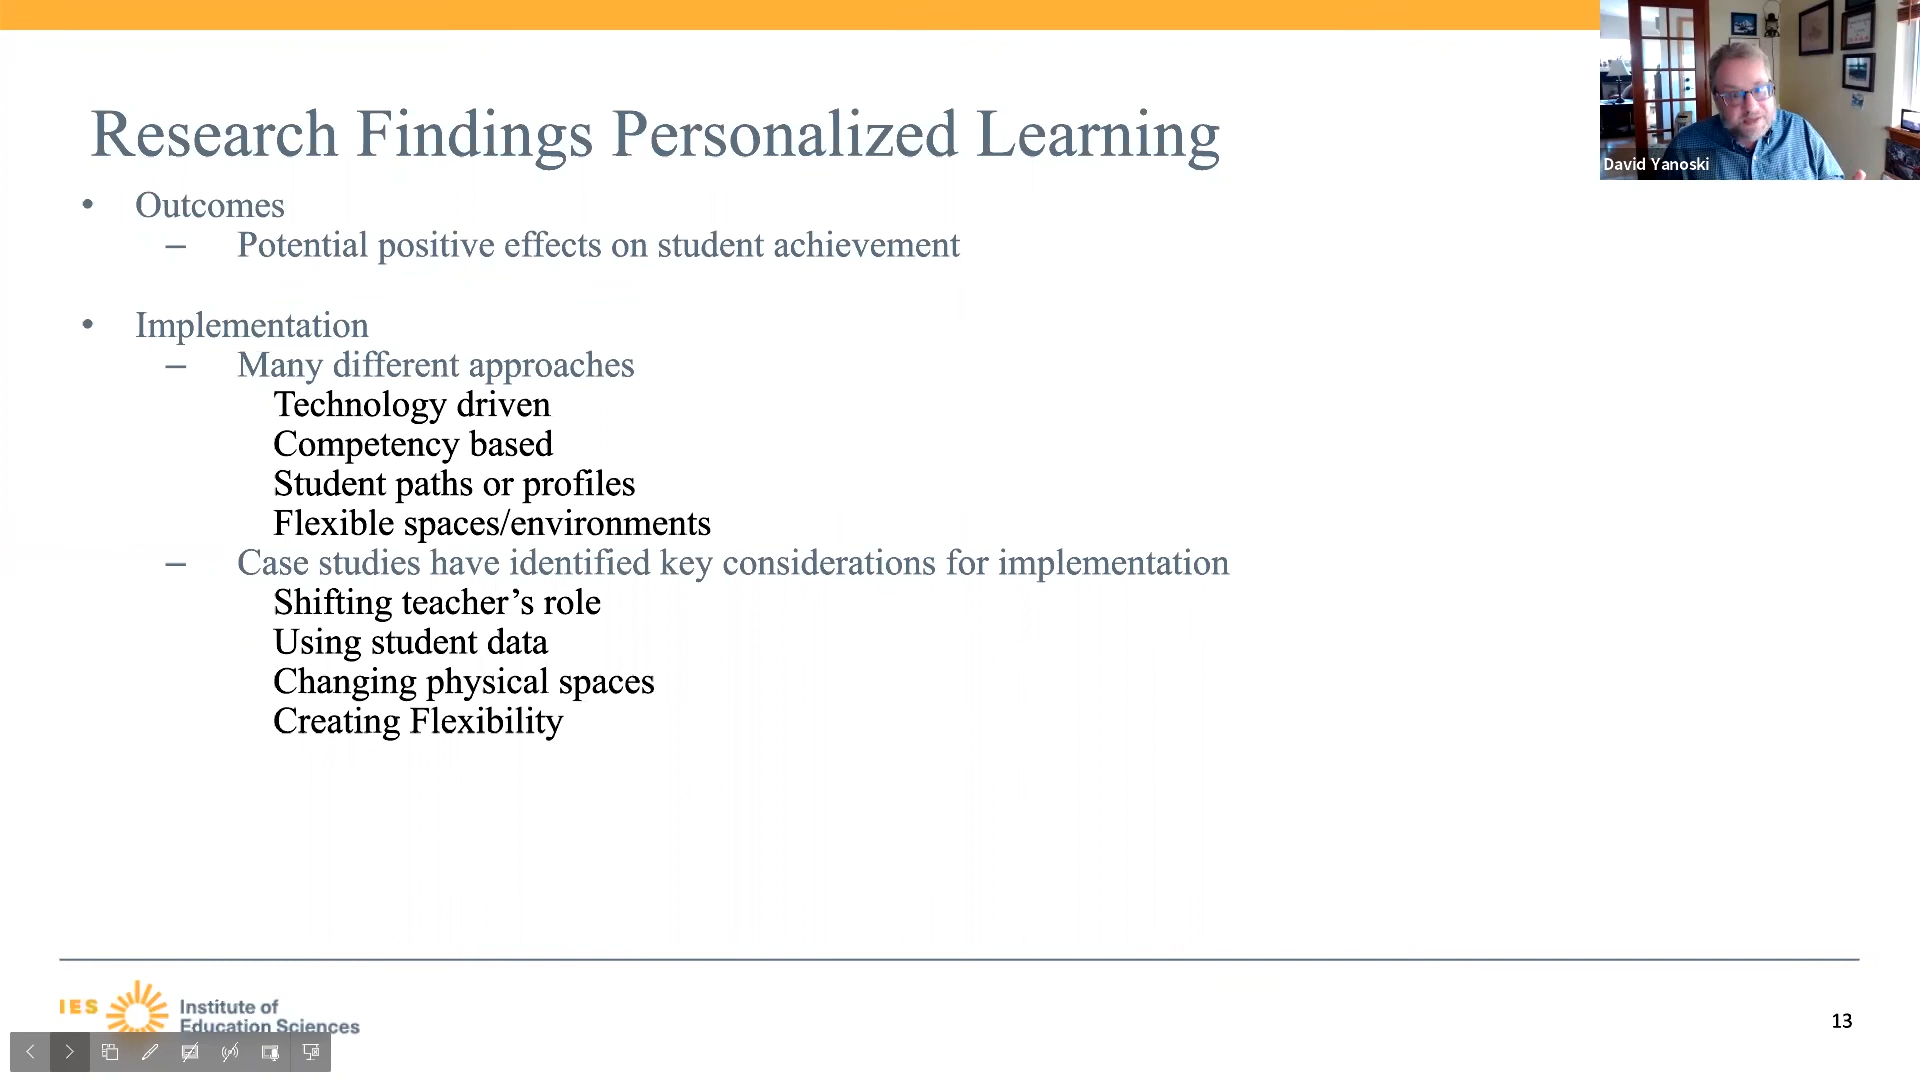 Research Findings Personalized Learning
• Outcomes
– Potential positive effects on student achievement
• Implementation
– Many different approaches
Technology driven
Competency based
Student paths or profiles
Flexible spaces/environments
– Case studies have identified key considerations for implementation
Shifting teacher’s role
Using student data
Changing physical spaces
Creating Flexibility
David Yanoski
IES
Institute of
Education Sciences
13